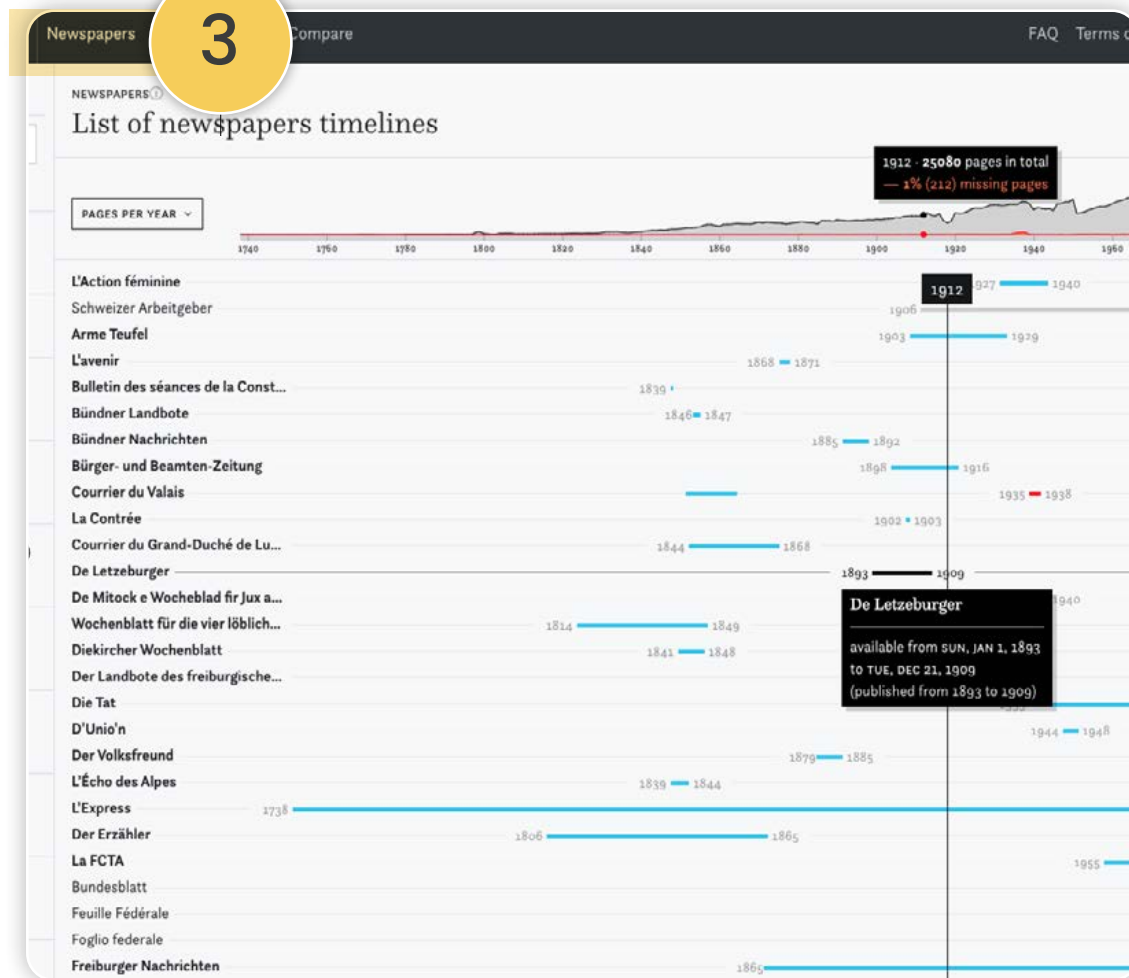 Newspapers 3 Compare FAQ Terms
NEWSPAPERS
List of newspapers timelines
1912 · 25080 pages in total
— 1% (212) missing pages
PAGES PER YEAR
1740 1760 1780 1800 1820 1840 1860 1880 1900 1920 1940 1960
L'Action féminine 1927 1940
1912
Schweizer Arbeitgeber 1906
Arme Teufel 1903 1929
L'avenir 1868 1871
Bulletin des séances de la Const... 1839
Bündner Landbote 1846 1847
Bündner Nachrichten 1885 1892
Bürger- und Beamten-Zeitung 1898 1916
Courrier du Valais 1935 1938
La Contrée 1902 1903
Courrier du Grand-Duché de Lu... 1844 1868
De Letzeburger 1893 1909
De Mitock e Wocheblad fir Jux a... 1940
De Letzeburger
available from SUN, JAN 1, 1893
to TUE, DEC 21, 1909
(published from 1893 to 1909)
Wochenblatt für die vier löblich... 1814 1849
Diekircher Wochenblatt 1841 1848
Der Landbote des freiburgische...
Die Tat
D'Unio'n 1944 1948
Der Volksfreund 1879 1885
L'Écho des Alpes 1839 1844
L'Express 1738
Der Erzähler 1806 1865
La FCTA 1955
Bundesblatt
Feuille Fédérale
Foglio federale
Freiburger Nachrichten 1865